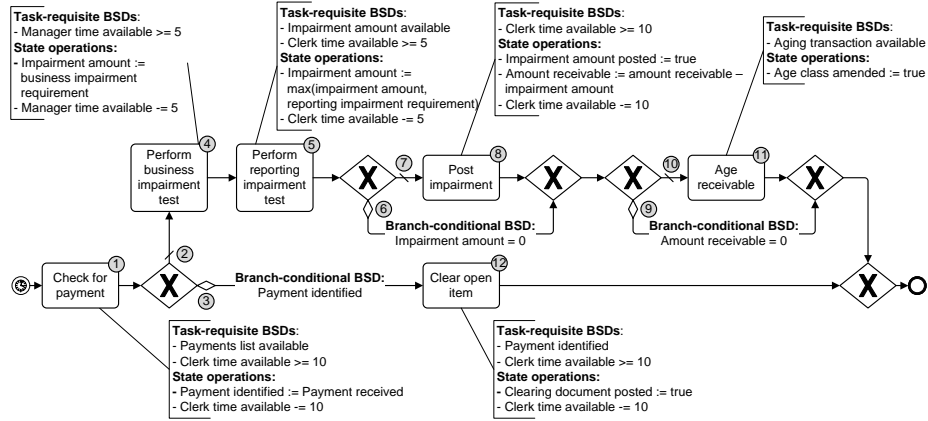 Task-requisite BSDs:
- Manager time available >= 5
State operations:
- Impairment amount :=
business impairment
requirement
- Manager time available -= 5
Task-requisite BSDs:
- Impairment amount available
- Clerk time available >= 5
State operations:
- Impairment amount :=
max(impairment amount,
reporting impairment requirement)
- Clerk time available -= 5
Task-requisite BSDs:
- Clerk time available >= 10
State operations:
- Impairment amount posted := true
- Amount receivable := amount receivable –
impairment amount
- Clerk time available -= 10
Task-requisite BSDs:
- Aging transaction available
State operations:
- Age class amended := true
4
Perform
business
impairment
test
5
Perform
reporting
impairment
test
X
7
6
8
Post
impairment
X
X
10
9
11
Age
receivable
X
Branch-conditional BSD:
Impairment amount = 0
Branch-conditional BSD:
Amount receivable = 0
1
Check for
payment
X
2
3
Branch-conditional BSD:
Payment identified
12
Clear open
item
X
Task-requisite BSDs:
- Payments list available
- Clerk time available >= 10
State operations:
- Payment identified := Payment received
- Clerk time available -= 10
Task-requisite BSDs:
- Payment identified
- Clerk time available >= 10
State operations:
- Clearing document posted := true
- Clerk time available -= 10